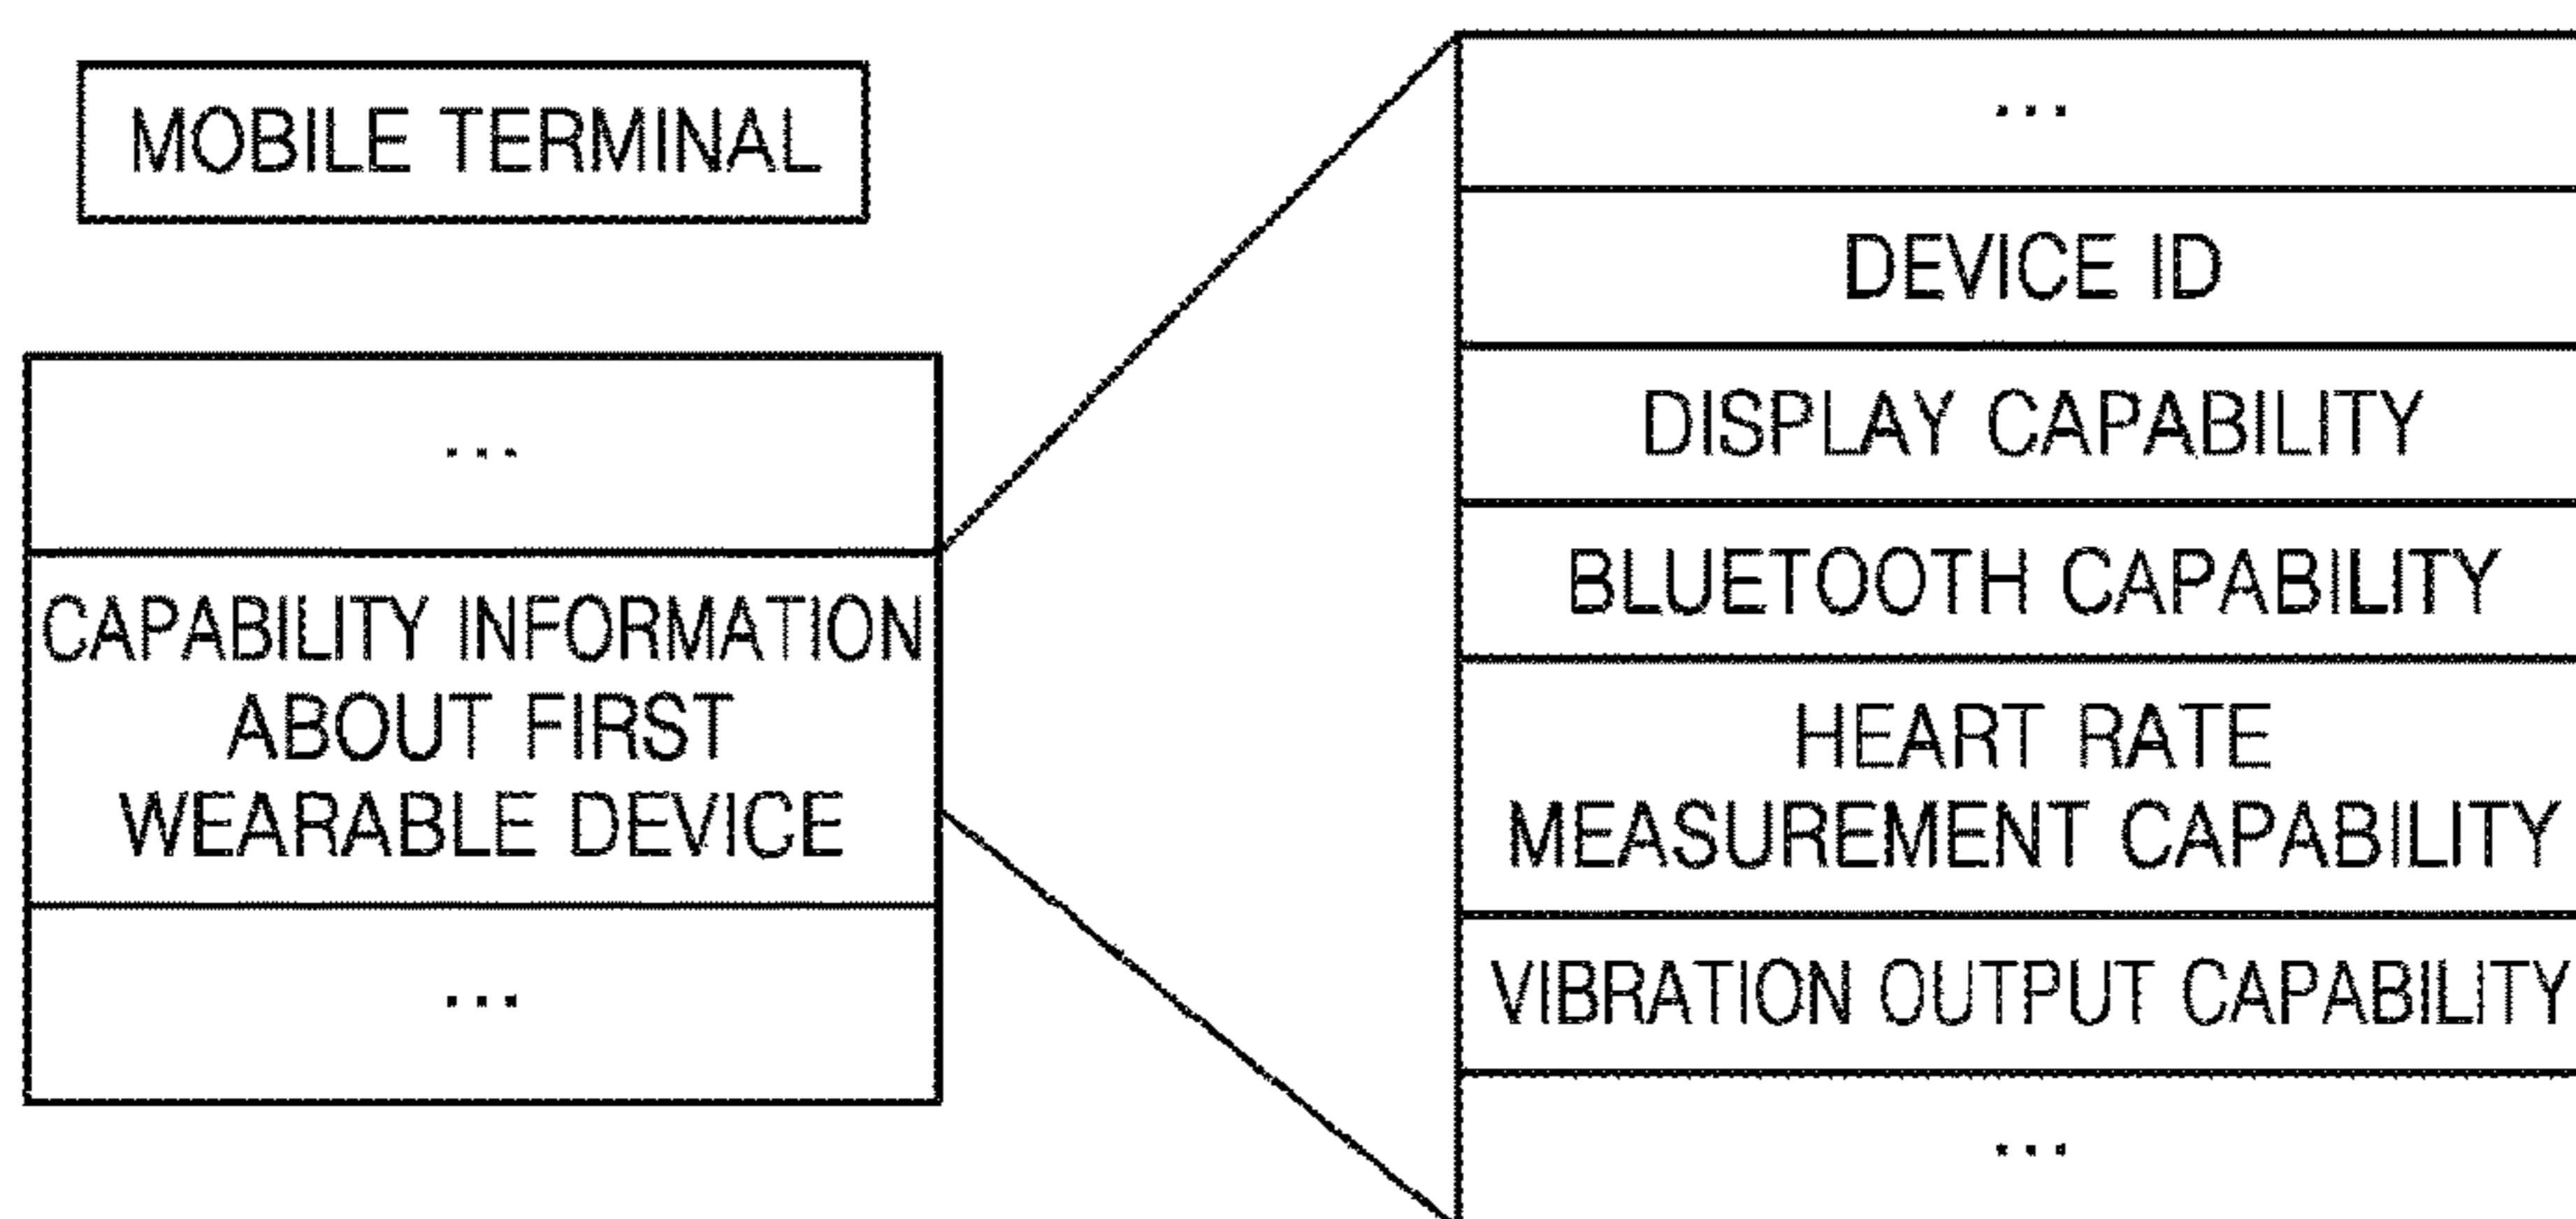 MOBILE TERMINAL
...
CAPABILITY INFORMATION
ABOUT FIRST
WEARABLE DEVICE
...
...
DEVICE ID
DISPLAY CAPABILITY
BLUETOOTH CAPABILITY
HEART RATE
MEASUREMENT CAPABILITY
VIBRATION OUTPUT CAPABILITY
...